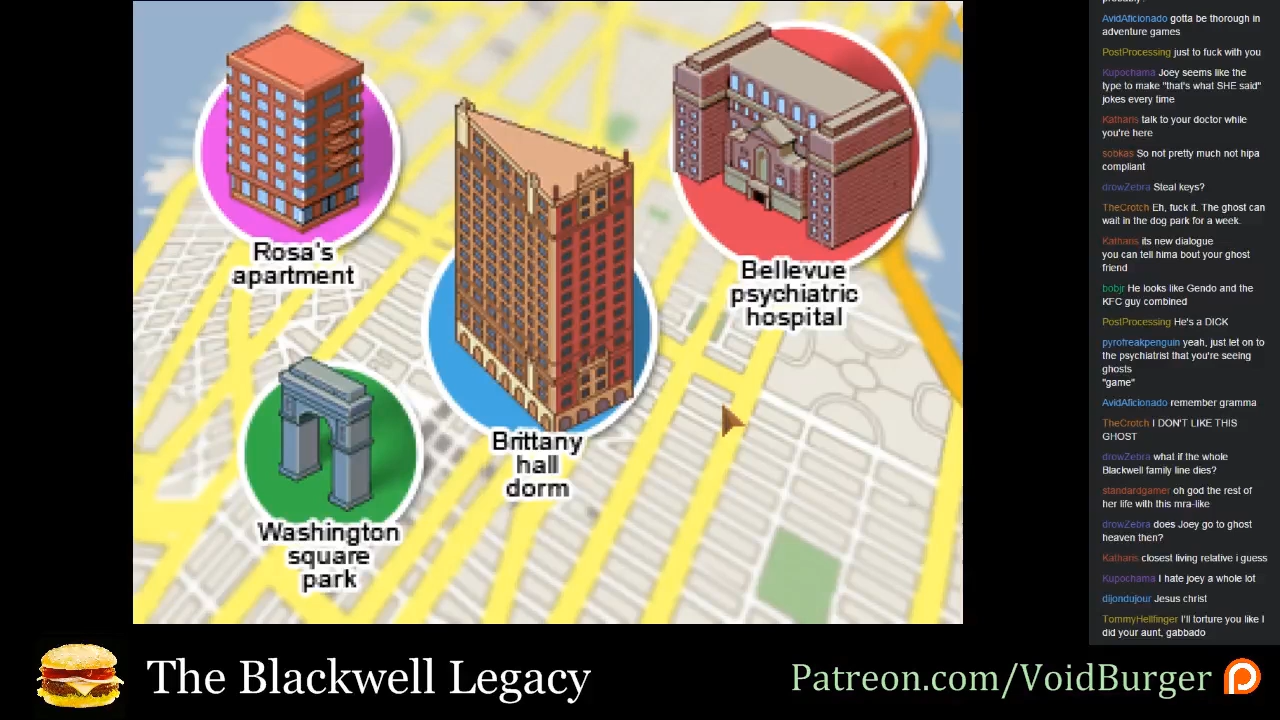 Rosa's
apartment
Bellevue
psychiatric
hospital
Brittany
hall
dorm
Washington
square
park
AvidAficionado gotta be thorough in
adventure games
PostProcessing just to fuck with you
Kupochama Joey seems like the
type to make "that's what SHE said"
jokes every time
Katharis talk to your doctor while
you're here
sobkas So not pretty much not hipa
compliant
drowZebra Steal keys?
TheCrotch Eh, fuck it. The ghost can
wait in the dog park for a week.
Katharis its new dialogue
you can tell hima bout your ghost
friend
bobjr He looks like Gendo and the
KFC guy combined
PostProcessing He's a DICK
pyrofreakpenguin yeah, just let on to
the psychiatrist that you're seeing
ghosts
"game"
AvidAficionado remember gramma
TheCrotch I DON'T LIKE THIS
GHOST
drowZebra what if the whole
Blackwell family line dies?
standardgamer oh god the rest of
her life with this mra-like
drowZebra does Joey go to ghost
heaven then?
Katharis closest living relative i guess
Kupochama I hate joey a whole lot
dijondujour Jesus christ
TommyHellfinger I'll torture you like I
did your aunt, gabbado
The Blackwell Legacy
Patreon.com/VoidBurger